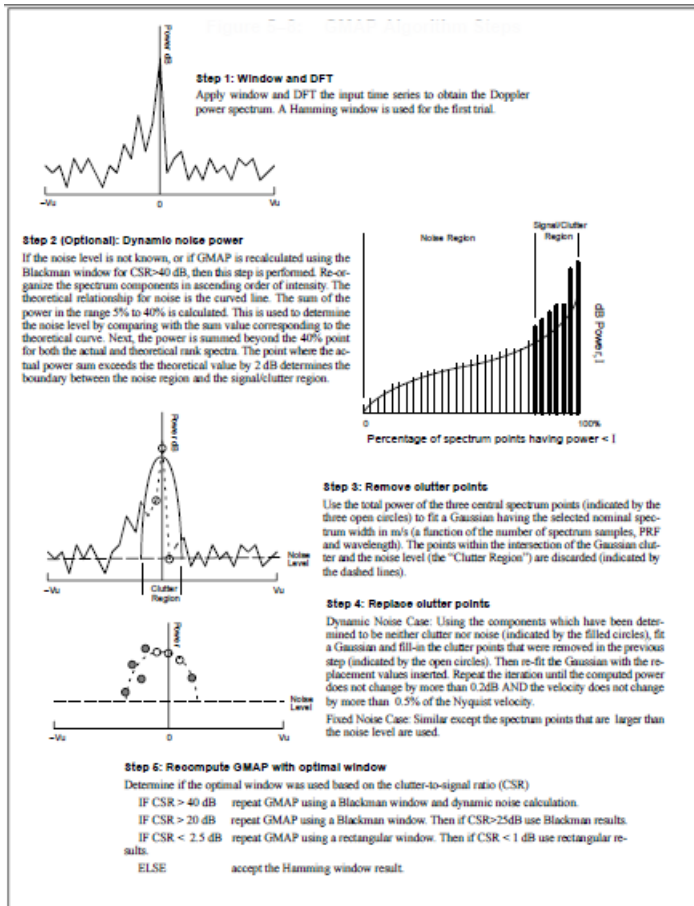 Figure 5-8: GMAP Algorithm Steps
Power dB
Step 1: Window and DFT
Apply window and DFT the input time series to obtain the Doppler
power spectrum. A Hamming window is used for the first trial.
–Vu
0
Vu
Step 2 (Optional): Dynamic noise power
If the noise level is not known, or if GMAP is recalculated using the
Blackman window for CSR>40 dB, then this step is performed. Re-or-
ganize the spectrum components in ascending order of intensity. The
theoretical relationship for noise is the curved line. The sum of the
power in the range 5% to 40% is calculated. This is used to determine
the noise level by comparing with the sum value corresponding to the
theoretical curve. Next, the power is summed beyond the 40% point
for both the actual and theoretical rank spectra. The point where the ac-
tual power sum exceeds the theoretical value by 2 dB determines the
boundary between the noise region and the signal/clutter region.
Noise Region
Signal/Clutter
Region
dB Power, I
0
100%
Percentage of spectrum points having power < I
Power dB
Noise
Level
–Vu
Clutter
Region
Vu
Step 3: Remove clutter points
Use the total power of the three central spectrum points (indicated by the
three open circles) to fit a Gaussian having the selected nominal spec-
trum width in m/s (a function of the number of spectrum samples, PRF
and wavelength). The points within the intersection of the Gaussian clut-
ter and the noise level (the "Clutter Region") are discarded (indicated by
the dashed lines).
Power
Noise
Level
–Vu
0
Vu
Step 4: Replace clutter points
Dynamic Noise Case: Using the components which have been deter-
mined to be neither clutter nor noise (indicated by the filled circles), fit
a Gaussian and fill-in the clutter points that were removed in the previous
step (indicated by the open circles). Then re-fit the Gaussian with the re-
placement values inserted. Repeat the iteration until the computed power
does not change by more than 0.2dB AND the velocity does not change
by more than 0.5% of the Nyquist velocity.
Fixed Noise Case: Similar except the spectrum points that are larger than
the noise level are used.
Step 5: Recompute GMAP with optimal window
Determine if the optimal window was used based on the clutter-to-signal ratio (CSR)
IF CSR > 40 dB repeat GMAP using a Blackman window and dynamic noise calculation.
IF CSR > 20 dB repeat GMAP using a Blackman window. Then if CSR>25dB use Blackman results.
IF CSR < 2.5 dB repeat GMAP using a rectangular window. Then if CSR < 1 dB use rectangular re-
sults.
ELSE accept the Hamming window result.